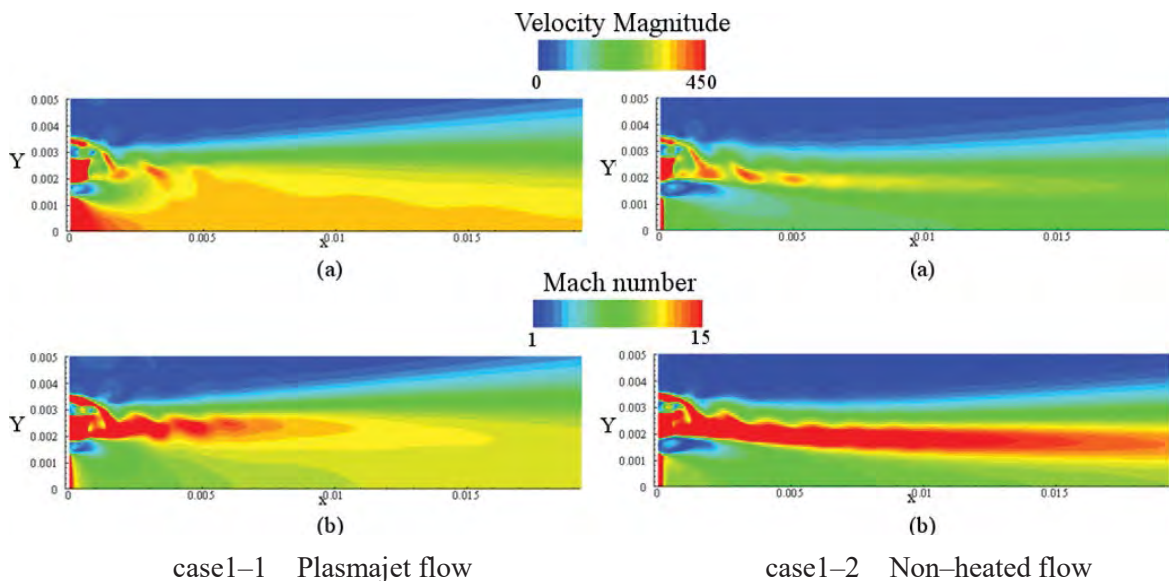 Velocity Magnitude
0 450
0.005
0.004
0.003
Y
0.002
0.001
0
0 0.005 0.01 0.015
x
(a)
0.005
0.004
0.003
Y
0.002
0.001
0
0 0.005 0.01 0.015
x
(a)
Mach number
1 15
0.005
0.004
0.003
Y
0.002
0.001
0
0 0.005 0.01 0.015
x
(b)
0.005
0.004
0.003
Y
0.002
0.001
0
0 0.005 0.01 0.015
x
(b)
case1–1 Plasmajet flow
case1–2 Non–heated flow